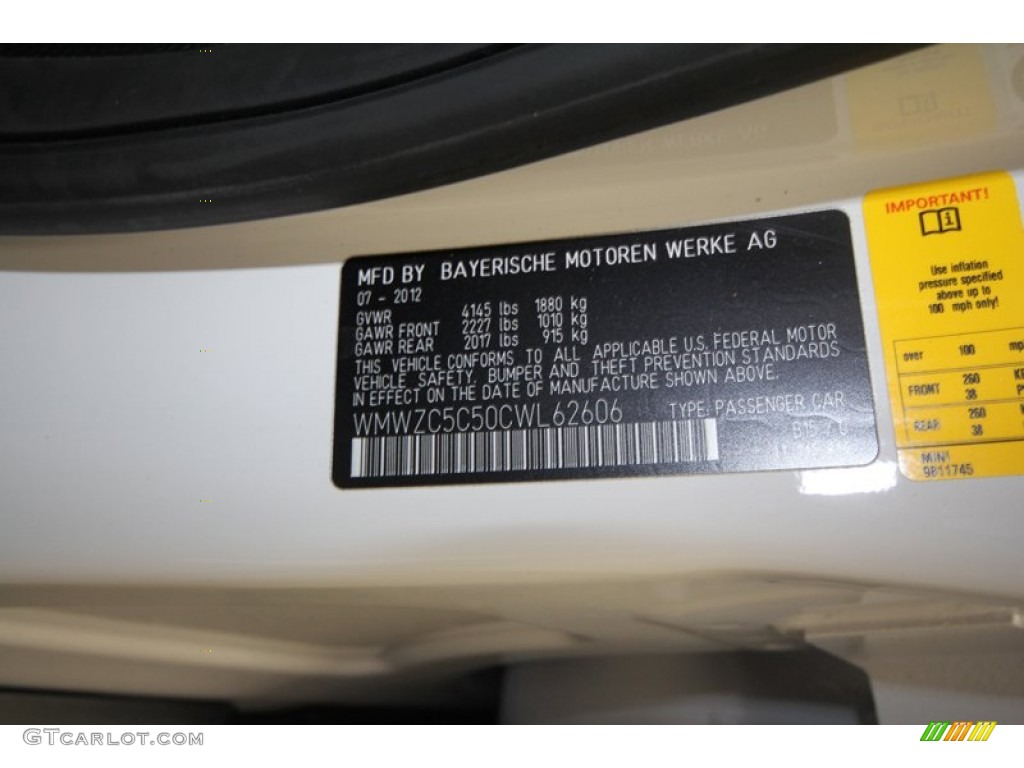 MFD BY BAYERISCHE MOTOREN WERKE AG
07 - 2012
GVWR 4145 lbs 1880 kg
GAWR FRONT 2227 lbs 1010 kg
GAWR REAR 2017 lbs 915 kg
THIS VEHICLE CONFORMS TO ALL APPLICABLE U.S. FEDERAL MOTOR
VEHICLE SAFETY, BUMPER AND THEFT PREVENTION STANDARDS
IN EFFECT ON THE DATE OF MANUFACTURE SHOWN ABOVE.
WMWZC5C50CWL62606 TYPE: PASSENGER CAR
IMPORTANT!
Use inflation
pressure specified
above up to
100 mph only!
over 100
FRONT 260
38
REAR 260
38
MINI
9811745
GTCARLOT.COM